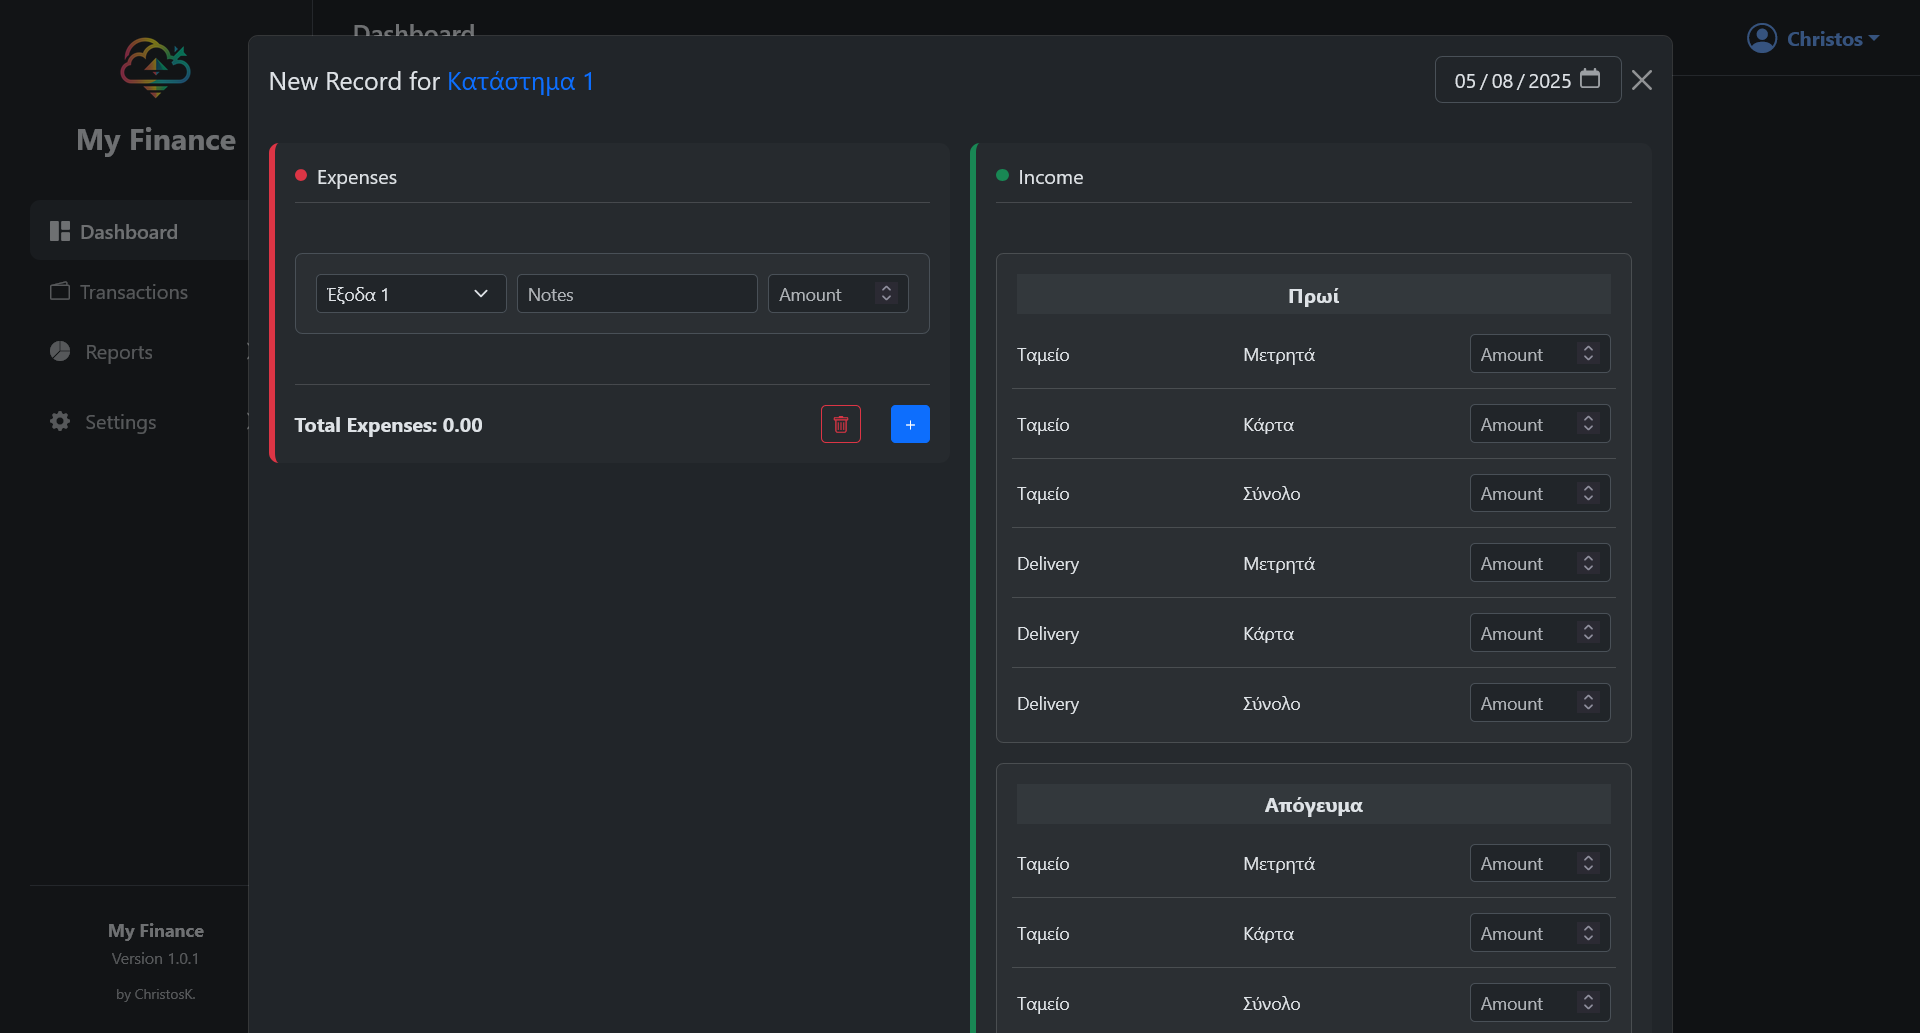 Dashboard
Christos
My Finance
Dashboard
Transactions
Reports
Settings
My Finance
Version 1.0.1
by ChristosK.
New Record for Κατάστημα 1
05/08/2025
Expenses
Έξοδα 1 Notes Amount
Total Expenses: 0.00 +
Income
Πρωί
Ταμείο Μετρητά Amount
Ταμείο Κάρτα Amount
Ταμείο Σύνολο Amount
Delivery Μετρητά Amount
Delivery Κάρτα Amount
Delivery Σύνολο Amount
Απόγευμα
Ταμείο Μετρητά Amount
Ταμείο Κάρτα Amount
Ταμείο Σύνολο Amount